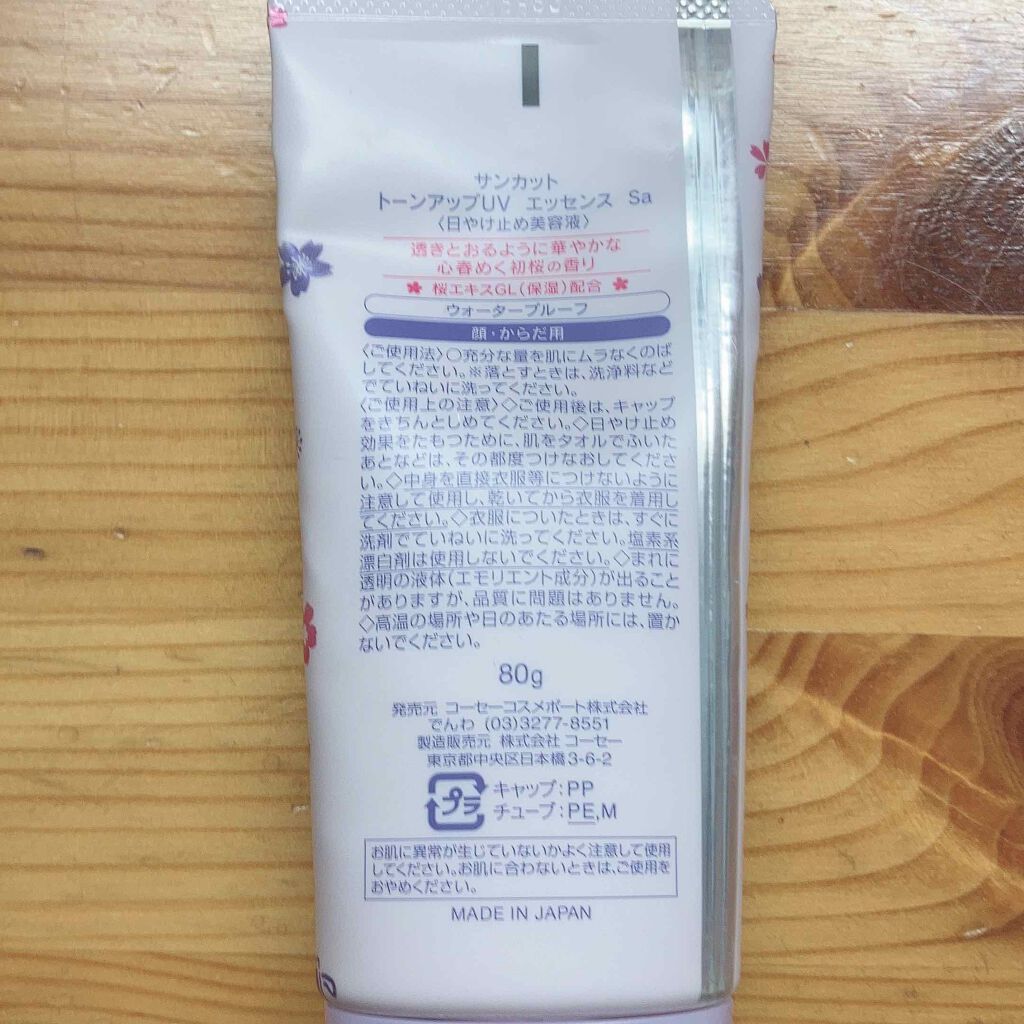 サンカット
トーンアップUV エッセンス Sa
〈日やけ止め美容液〉
透きとおるように華やかな
心春めく初桜の香り
桜エキスGL(保湿)配合
ウォータープルーフ
顔・からだ用
〈ご使用法〉○充分な量を肌にムラなくのば
してください。※落とすときは、洗浄料など
でていねいに洗ってください。
〈ご使用上の注意〉◇ご使用後は、キャップ
をきちんとしめてください。◇日やけ止め
効果をたもつために、肌をタオルでふいた
あとなどは、その都度つけなおしてくださ
い。◇中身を直接衣服等につけないように
注意して使用し、乾いてから衣服を着用し
てください。◇衣服についたときは、すぐに
洗剤でていねいに洗ってください。塩素系
漂白剤は使用しないでください。◇まれに
透明の液体(エモリエント成分)が出ること
がありますが、品質に問題はありません。
◇高温の場所や日のあたる場所には、置か
ないでください。
80g
発売元 コーセーコスメポート株式会社
でんわ (03)3277-8551
製造販売元 株式会社 コーセー
東京都中央区日本橋3-6-2
プラ
キャップ:PP
チューブ:PE,M
お肌に異常が生じていないかよく注意して使用
してください。お肌に合わないときは、ご使用を
おやめください。
MADE IN JAPAN